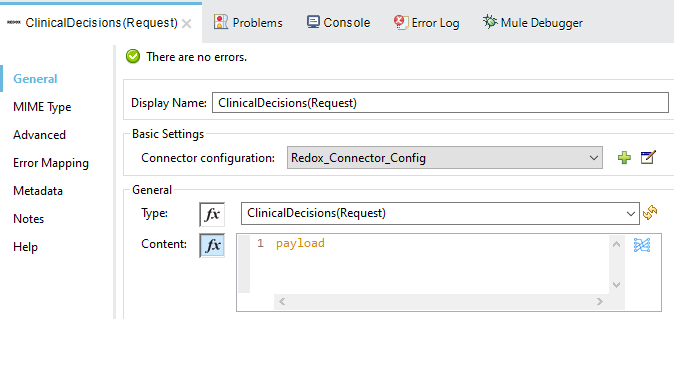 ClinicalDecisions(Request)
Problems
Console
Error Log
Mule Debugger
There are no errors.
General
MIME Type
Advanced
Error Mapping
Metadata
Notes
Help
Display Name: ClinicalDecisions(Request)
Basic Settings
Connector configuration: Redox_Connector_Config
General
Type: fx ClinicalDecisions(Request)
Content: fx 1 payload